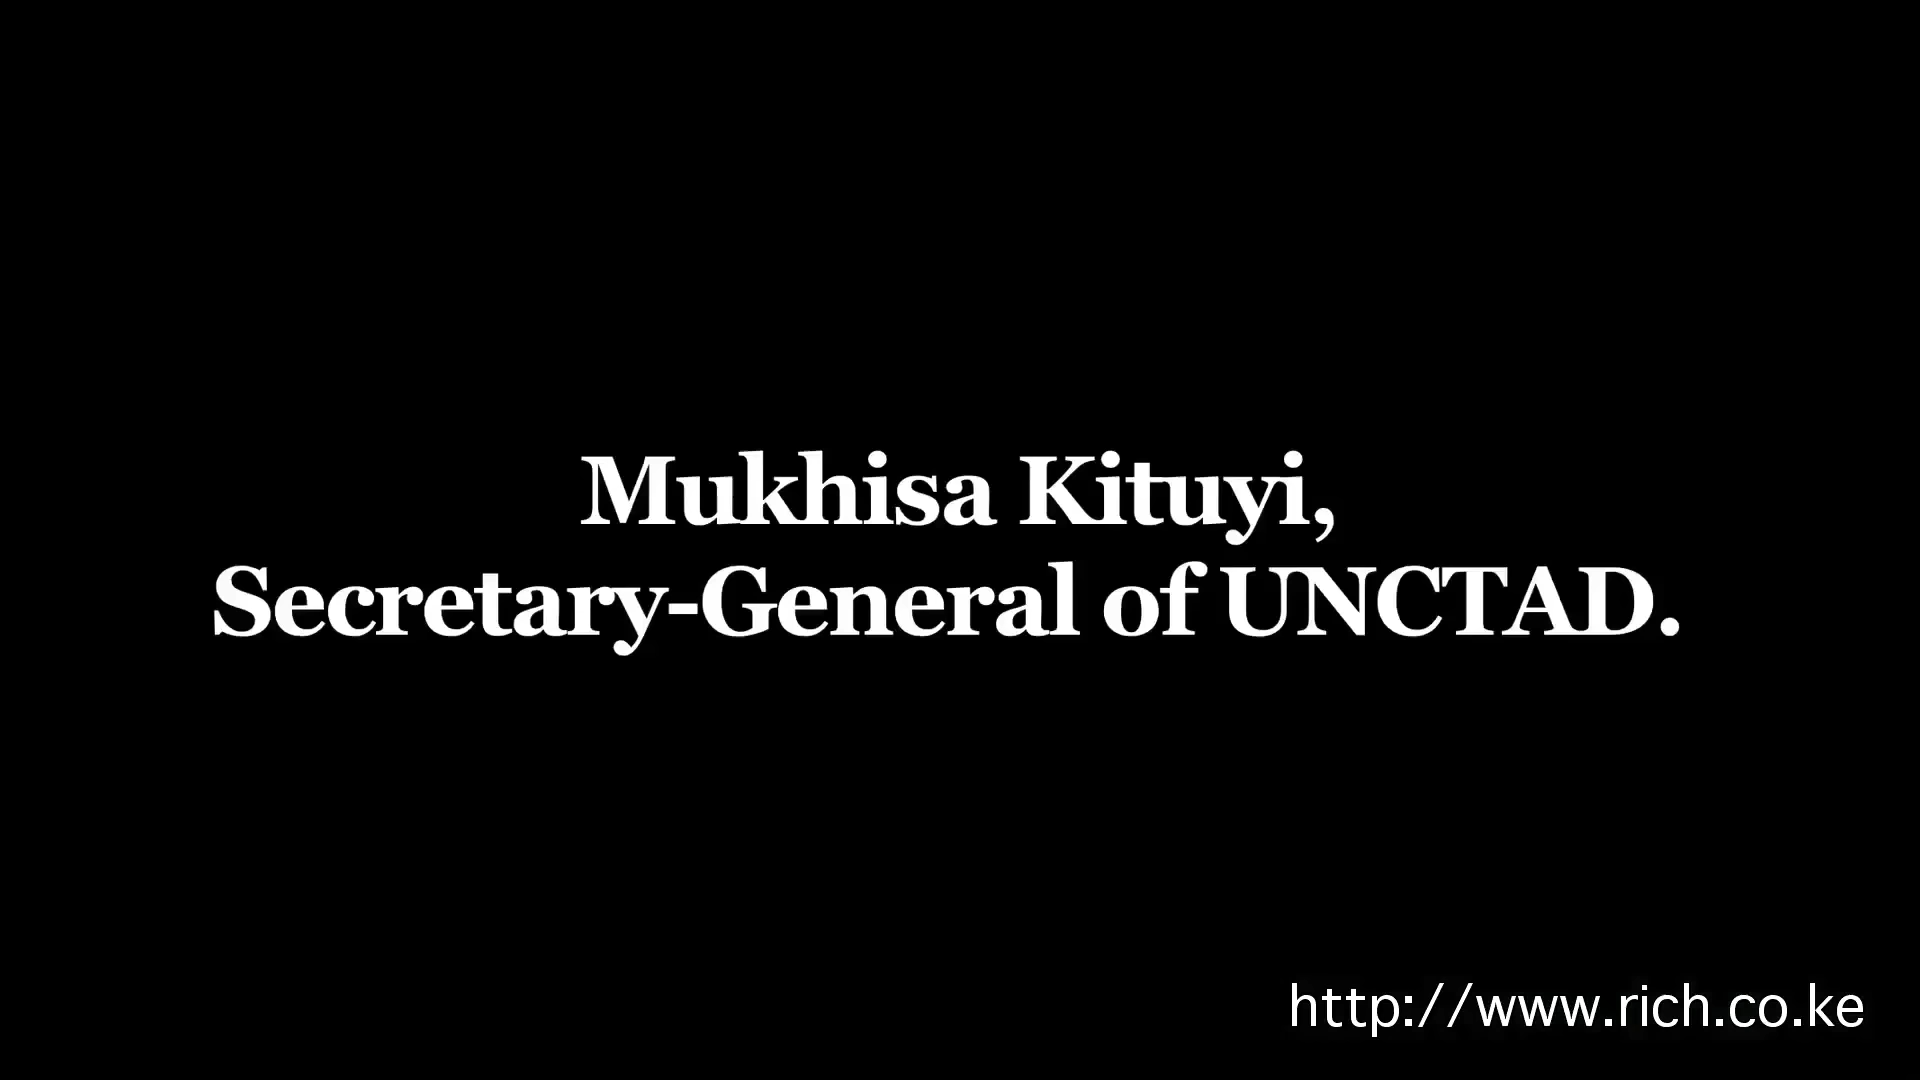 Mukhisa Kituyi,
Secretary-General of UNCTAD.
http://www.rich.co.ke